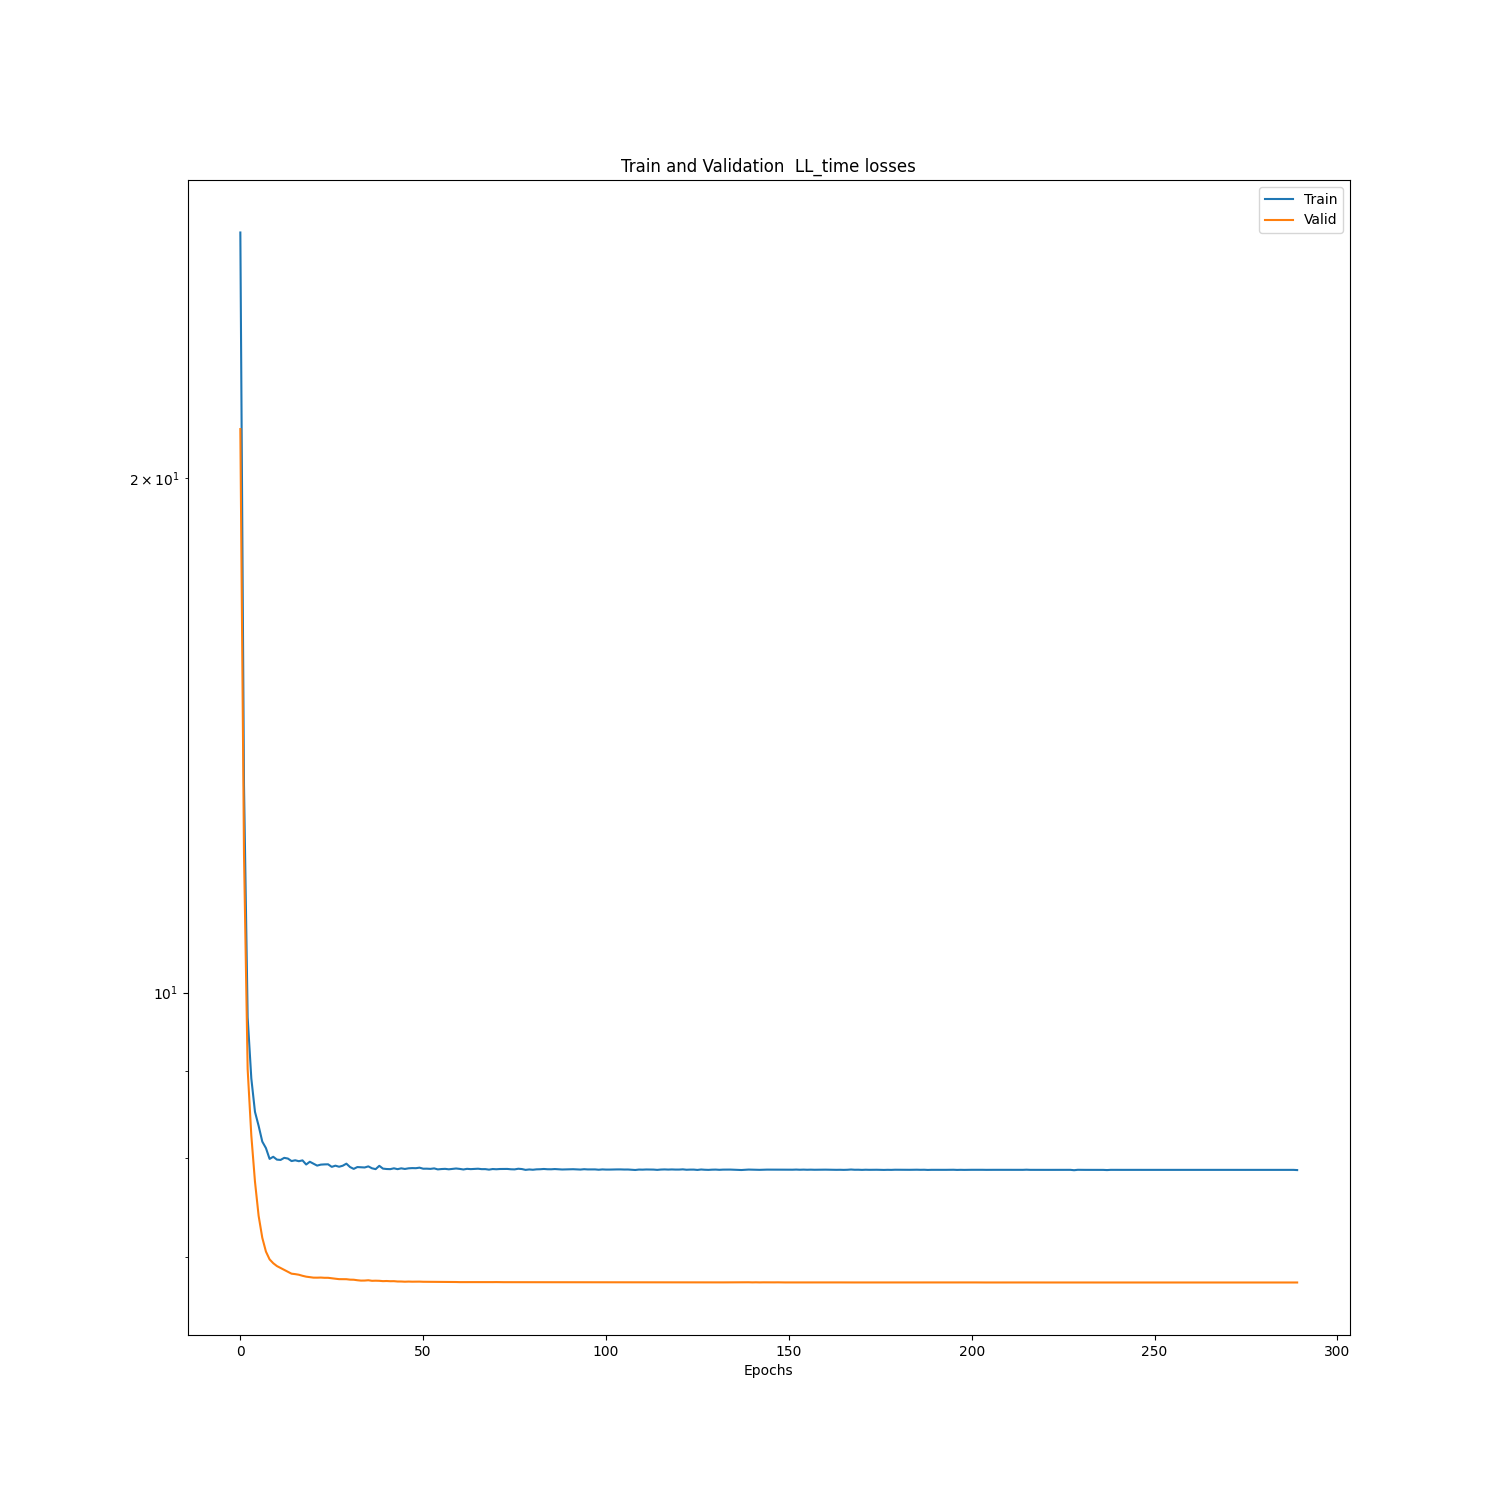 Train and Validation  LL_time losses
Train
Valid
2 × 10¹
10¹
0 50 100 150 200 250 300
Epochs